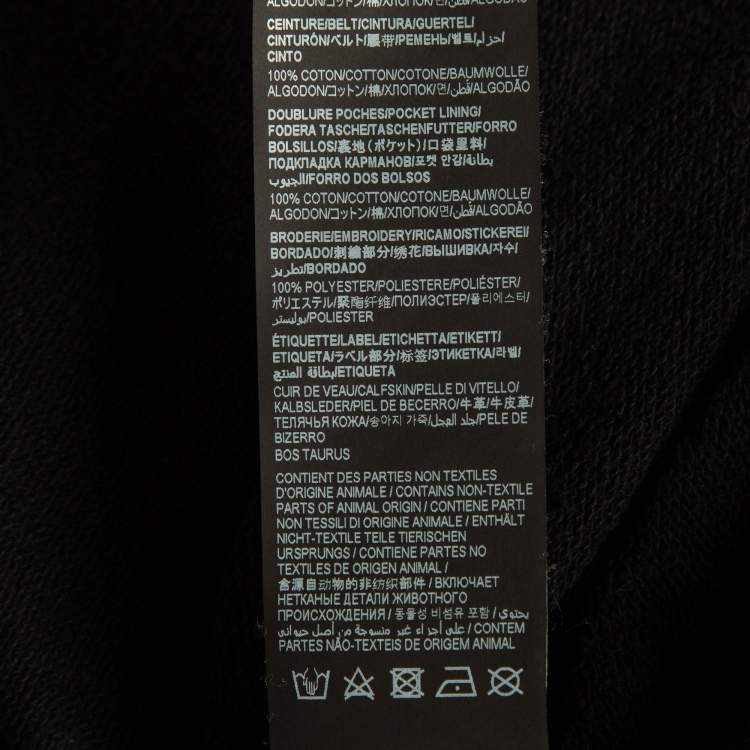 ALGODON/コットン/棉/ХЛОПОК/면/قطن/ALGODÃO
CEINTURE/BELT/CINTURA/GUERTEL/
CINTURÓN/ベルト/腰带/РЕМЕНЬ/벨트/حزام/
CINTO
100% COTON/COTTON/COTONE/BAUMWOLLE/
ALGODON/コットン/棉/ХЛОПОК/면/قطن/ALGODÃO
DOUBLURE POCHES/POCKET LINING/
FODERA TASCHE/TASCHENFUTTER/FORRO
BOLSILLOS/裏地(ポケット)/口袋里料/
ПОДКЛАДКА КАРМАНОВ/포켓 안감/بطانة
الجيوب/FORRO DOS BOLSOS
100% COTON/COTTON/COTONE/BAUMWOLLE/
ALGODON/コットン/棉/ХЛОПОК/면/قطن/ALGODÃO
BRODERIE/EMBROIDERY/RICAMO/STICKEREI/
BORDADO/刺繍部分/绣花/ВЫШИВКА/자수/
تطريز/BORDADO
100% POLYESTER/POLIESTERE/POLIÉSTER/
ポリエステル/聚酯纤维/ПОЛИЭСТЕР/폴리에스터/
بوليستر/POLIESTER
ÉTIQUETTE/LABEL/ETICHETTA/ETIKETT/
ETIQUETA/ラベル部分/标签/ЭТИКЕТКА/라벨/
بطاقة المنتج/ETIQUETA
CUIR DE VEAU/CALFSKIN/PELLE DI VITELLO/
KALBSLEDER/PIEL DE BECERRO/牛革/牛皮革/
ТЕЛЯЧЬЯ КОЖА/송아지 가죽/جلد العجل/PELE DE
BIZERRO
BOS TAURUS
CONTIENT DES PARTIES NON TEXTILES
D'ORIGINE ANIMALE / CONTAINS NON-TEXTILE
PARTS OF ANIMAL ORIGIN / CONTIENE PARTI
NON TESSILI DI ORIGINE ANIMALE / ENTHÄLT
NICHT-TEXTILE TEILE TIERISCHEN
URSPRUNGS / CONTIENE PARTES NO
TEXTILES DE ORIGEN ANIMAL /
含源自动物的非纺织部件 / ВКЛЮЧАЕТ
НЕТКАНЫЕ ДЕТАЛИ ЖИВОТНОГО
ПРОИСХОЖДЕНИЯ / 동물성 비섬유 포함 / يحتوي
على أجزاء غير منسوجة من أصل حيواني / CONTEM
PARTES NÃO-TEXTEIS DE ORIGEM ANIMAL